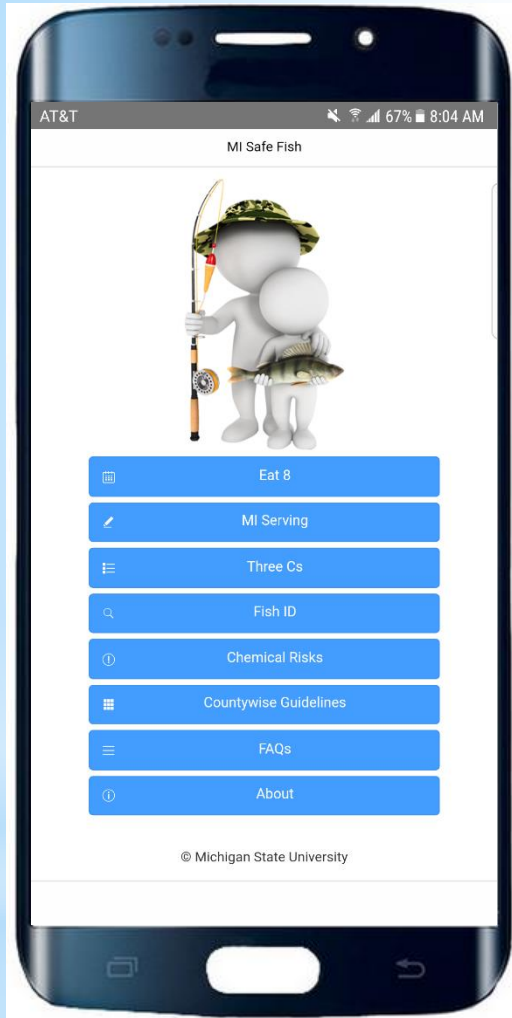 AT&T 67% 8:04 AM
MI Safe Fish
Eat 8
MI Serving
Three Cs
Fish ID
Chemical Risks
Countywise Guidelines
FAQs
About
© Michigan State University